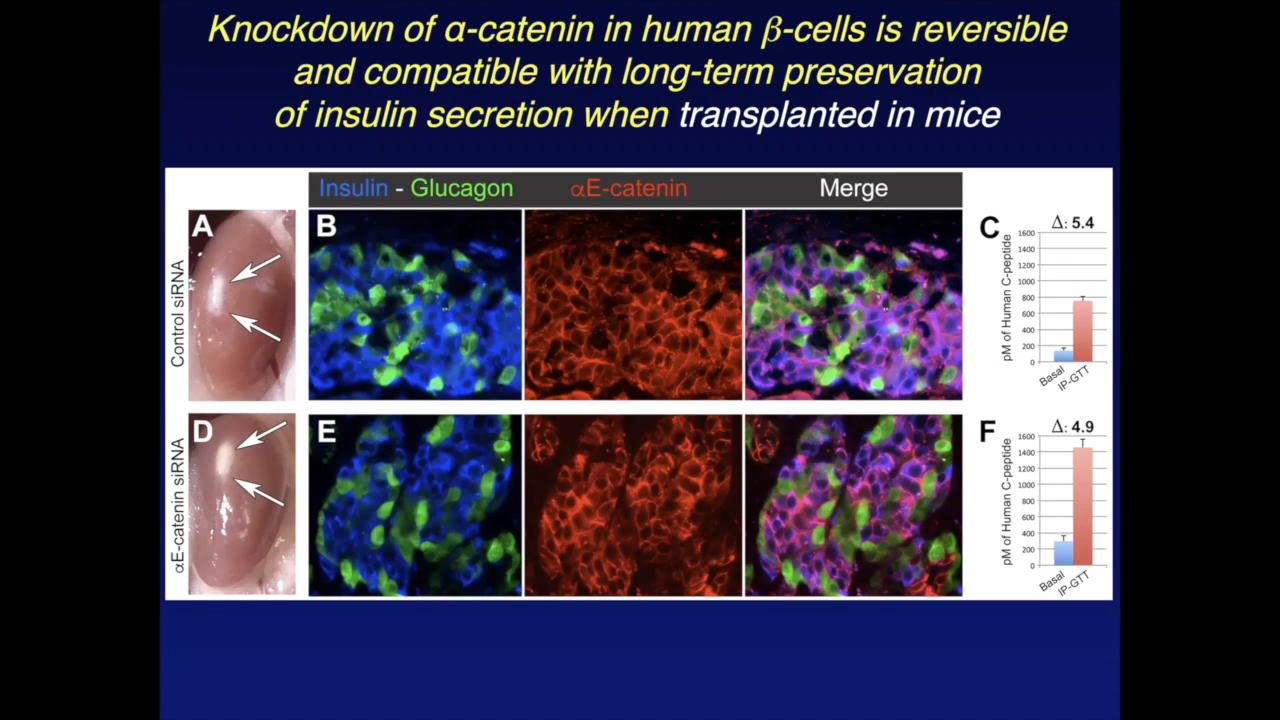 Knockdown of α-catenin in human β-cells is reversible
and compatible with long-term preservation
of insulin secretion when transplanted in mice
Insulin - Glucagon
αE-catenin
Merge
Control siRNA
A
B
C
Δ: 5.4
pM of Human C-peptide
1600
1400
1200
1000
800
600
400
200
0
Basal
IP-GTT
αE-catenin siRNA
D
E
F
Δ: 4.9
pM of Human C-peptide
1600
1400
1200
1000
800
600
400
200
0
Basal
IP-GTT